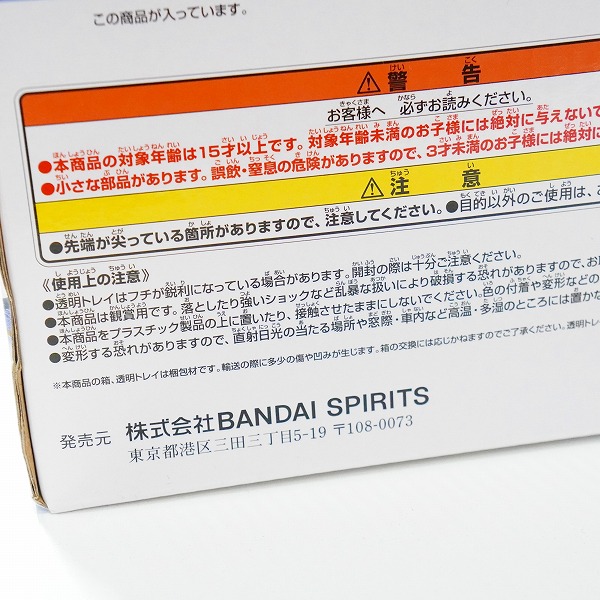 この商品が入っています。
⚠警告
お客様へ 必ずお読みください。
●本商品の対象年齢は15才以上です。対象年齢未満のお子様には絶対に与えないで
●小さな部品があります。誤飲・窒息の危険がありますので、3才未満のお子様には絶対に
⚠注意
●先端が尖っている箇所がありますので、注意してください。●目的以外のご使用は、
《使用上の注意》
●透明トレイはフチが鋭利になっている場合があります。開封の際は十分ご注意ください。
●本商品は観賞用です。落としたり強いショックなど乱暴な扱いにより破損する恐れがありますので、お
●本商品をプラスチック製品の上に置いたり、接触させたままにしないでください。色の付着や変形などの
●変形する恐れがありますので、直射日光の当たる場所や窓際・車内など高温・多湿のところには置かな
※本商品の箱、透明トレイは梱包材です。輸送の際に多少の傷や凹みが生じます。箱の交換には応じかねますのでご了承ください。透明ト
発売元 株式会社BANDAI SPIRITS
東京都港区三田三丁目5-19 〒108-0073